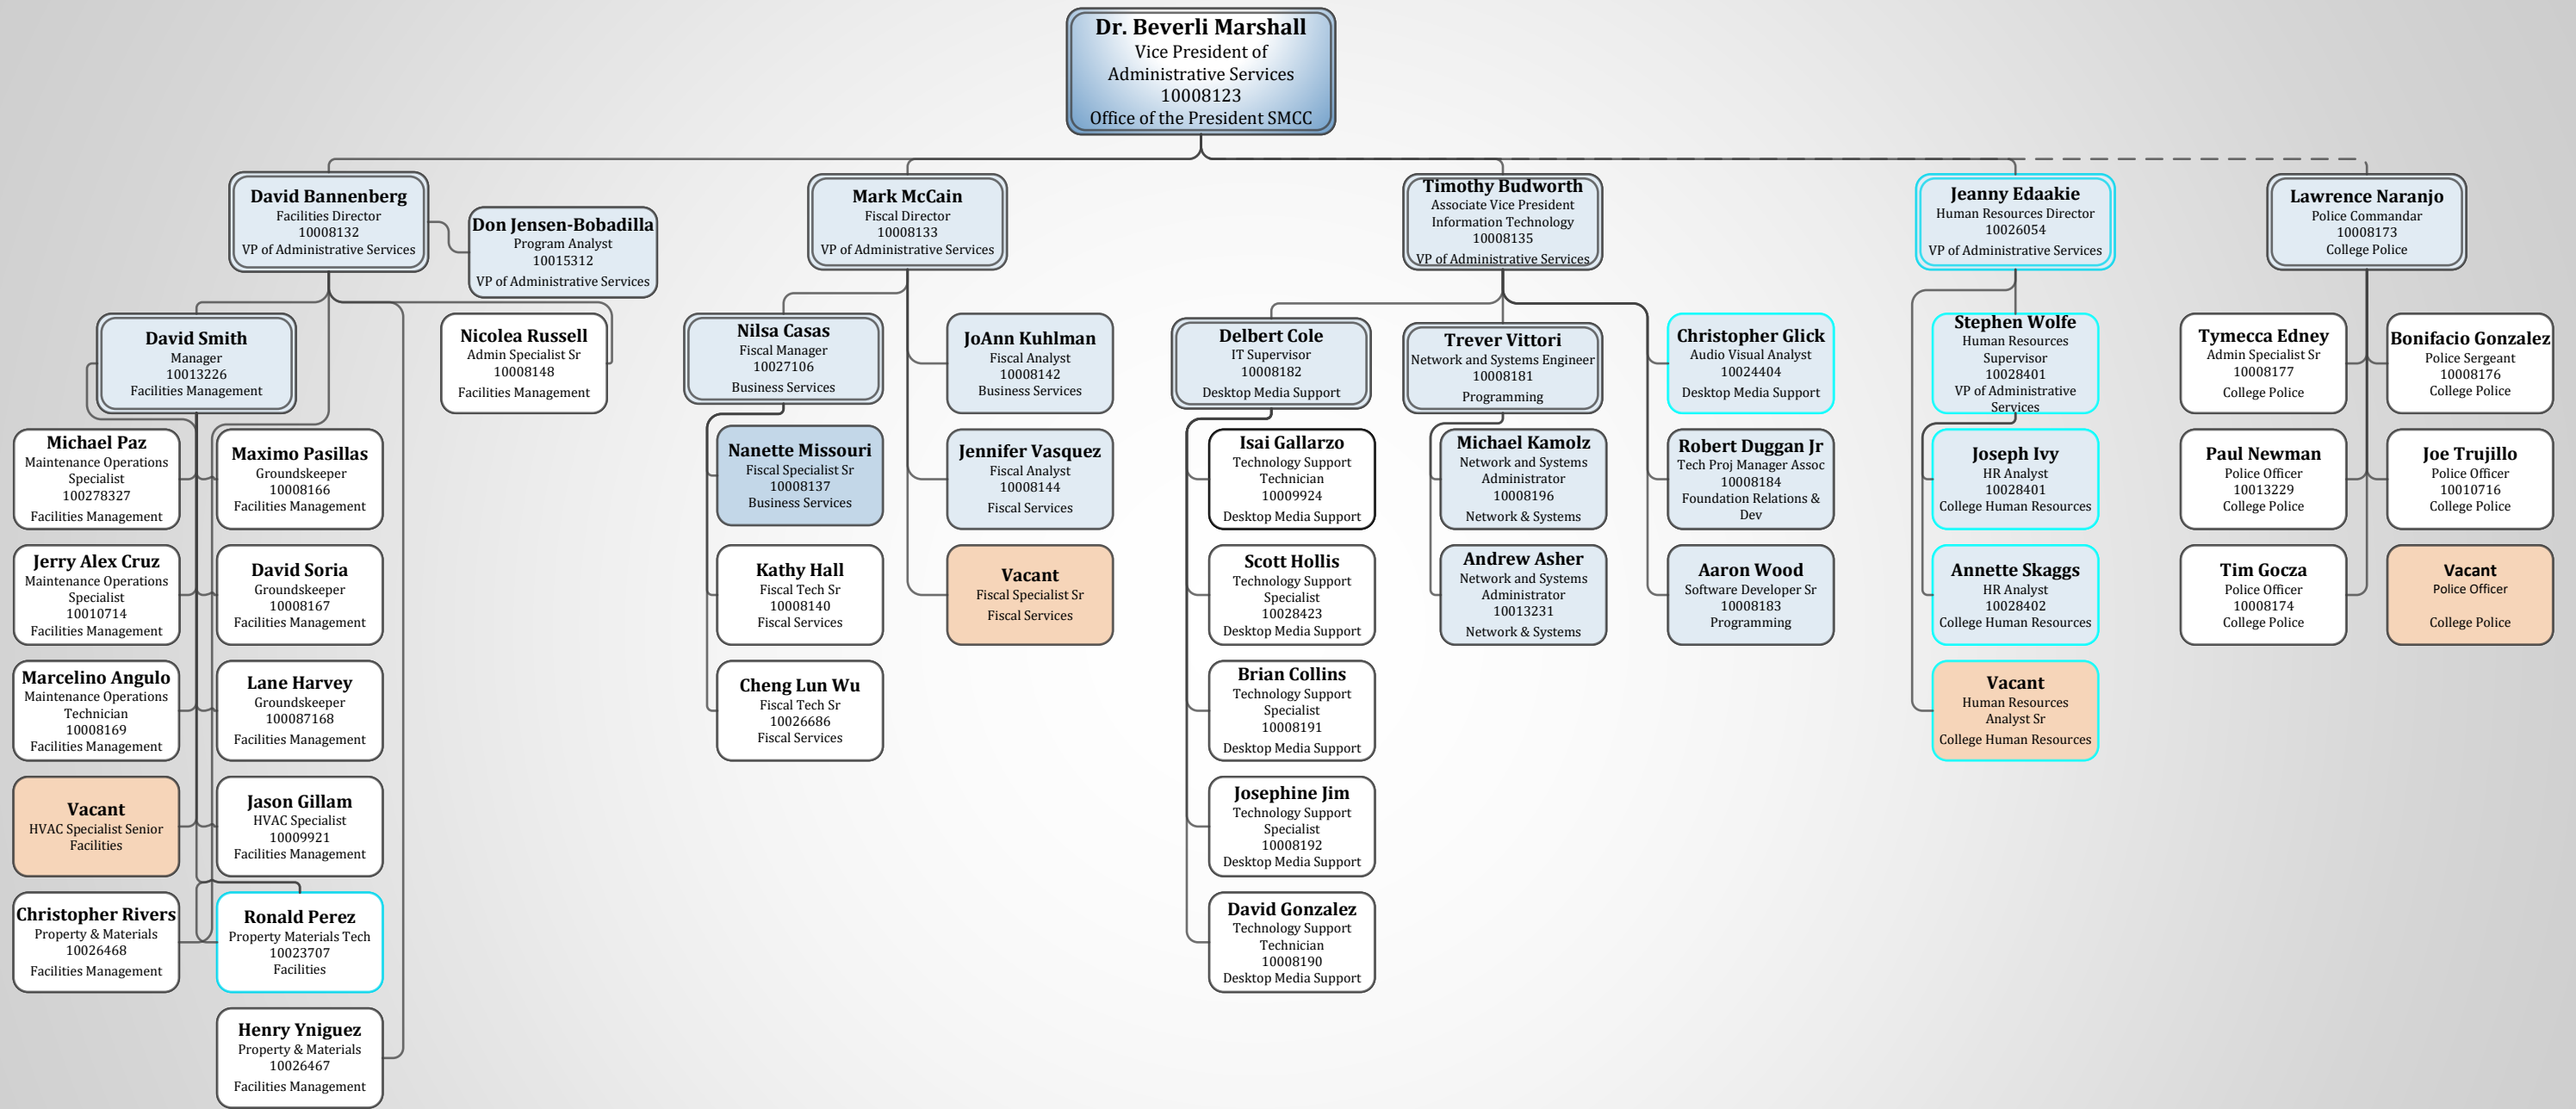 Dr. Beverli Marshall
Vice President of
Administrative Services
10008123
Office of the President SMCC
David Bannenberg
Facilities Director
10008132
VP of Administrative Services
Don Jensen-Bobadilla
Program Analyst
10015312
VP of Administrative Services
Mark McCain
Fiscal Director
10008133
VP of Administrative Services
Timothy Budworth
Associate Vice President
Information Technology
10008135
VP of Administrative Services
Jeanny Edaakie
Human Resources Director
10026054
VP of Administrative Services
Lawrence Naranjo
Police Commandar
10008173
College Police
David Smith
Manager
10013226
Facilities Management
Nicolea Russell
Admin Specialist Sr
10008148
Facilities Management
Michael Paz
Maintenance Operations
Specialist
100278327
Facilities Management
Maximo Pasillas
Groundskeeper
10008166
Facilities Management
Jerry Alex Cruz
Maintenance Operations
Specialist
10010714
Facilities Management
David Soria
Groundskeeper
10008167
Facilities Management
Marcelino Angulo
Maintenance Operations
Technician
10008169
Facilities Management
Lane Harvey
Groundskeeper
100087168
Facilities Management
Vacant
HVAC Specialist Senior
Facilities
Jason Gillam
HVAC Specialist
10009921
Facilities Management
Christopher Rivers
Property & Materials
10026468
Facilities Management
Ronald Perez
Property Materials Tech
10023707
Facilities
Henry Yniguez
Property & Materials
10026467
Facilities Management
Nilsa Casas
Fiscal Manager
10027106
Business Services
JoAnn Kuhlman
Fiscal Analyst
10008142
Business Services
Nanette Missouri
Fiscal Specialist Sr
10008137
Business Services
Jennifer Vasquez
Fiscal Analyst
10008144
Fiscal Services
Kathy Hall
Fiscal Tech Sr
10008140
Fiscal Services
Vacant
Fiscal Specialist Sr
Fiscal Services
Cheng Lun Wu
Fiscal Tech Sr
10026686
Fiscal Services
Delbert Cole
IT Supervisor
10008182
Desktop Media Support
Trever Vittori
Network and Systems Engineer
10008181
Programming
Christopher Glick
Audio Visual Analyst
10024404
Desktop Media Support
Isai Gallarzo
Technology Support
Technician
10009924
Desktop Media Support
Michael Kamolz
Network and Systems
Administrator
10008196
Network & Systems
Robert Duggan Jr
Tech Proj Manager Assoc
10008184
Foundation Relations &
Dev
Scott Hollis
Technology Support
Specialist
10028423
Desktop Media Support
Andrew Asher
Network and Systems
Administrator
10013231
Network & Systems
Aaron Wood
Software Developer Sr
10008183
Programming
Brian Collins
Technology Support
Specialist
10008191
Desktop Media Support
Josephine Jim
Technology Support
Specialist
10008192
Desktop Media Support
David Gonzalez
Technology Support
Technician
10008190
Desktop Media Support
Stephen Wolfe
Human Resources
Supervisor
10028401
VP of Administrative
Services
Joseph Ivy
HR Analyst
10028401
College Human Resources
Annette Skaggs
HR Analyst
10028402
College Human Resources
Vacant
Human Resources
Analyst Sr
College Human Resources
Tymecca Edney
Admin Specialist Sr
10008177
College Police
Bonifacio Gonzalez
Police Sergeant
10008176
College Police
Paul Newman
Police Officer
10013229
College Police
Joe Trujillo
Police Officer
10010716
College Police
Tim Gocza
Police Officer
10008174
College Police
Vacant
Police Officer
College Police